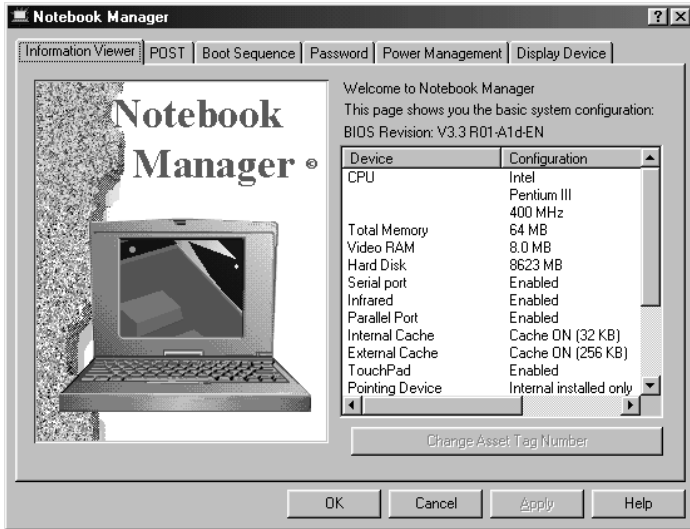 Notebook Manager
Information Viewer POST Boot Sequence Password Power Management Display Device
Notebook
Manager ©
Welcome to Notebook Manager
This page shows you the basic system configuration:
BIOS Revision: V3.3 R01-A1d-EN
Device Configuration
CPU Intel
Pentium III
400 MHz
Total Memory 64 MB
Video RAM 8.0 MB
Hard Disk 8623 MB
Serial port Enabled
Infrared Enabled
Parallel Port Enabled
Internal Cache Cache ON (32 KB)
External Cache Cache ON (256 KB)
TouchPad Enabled
Pointing Device Internal installed only
Change Asset Tag Number
OK Cancel Apply Help